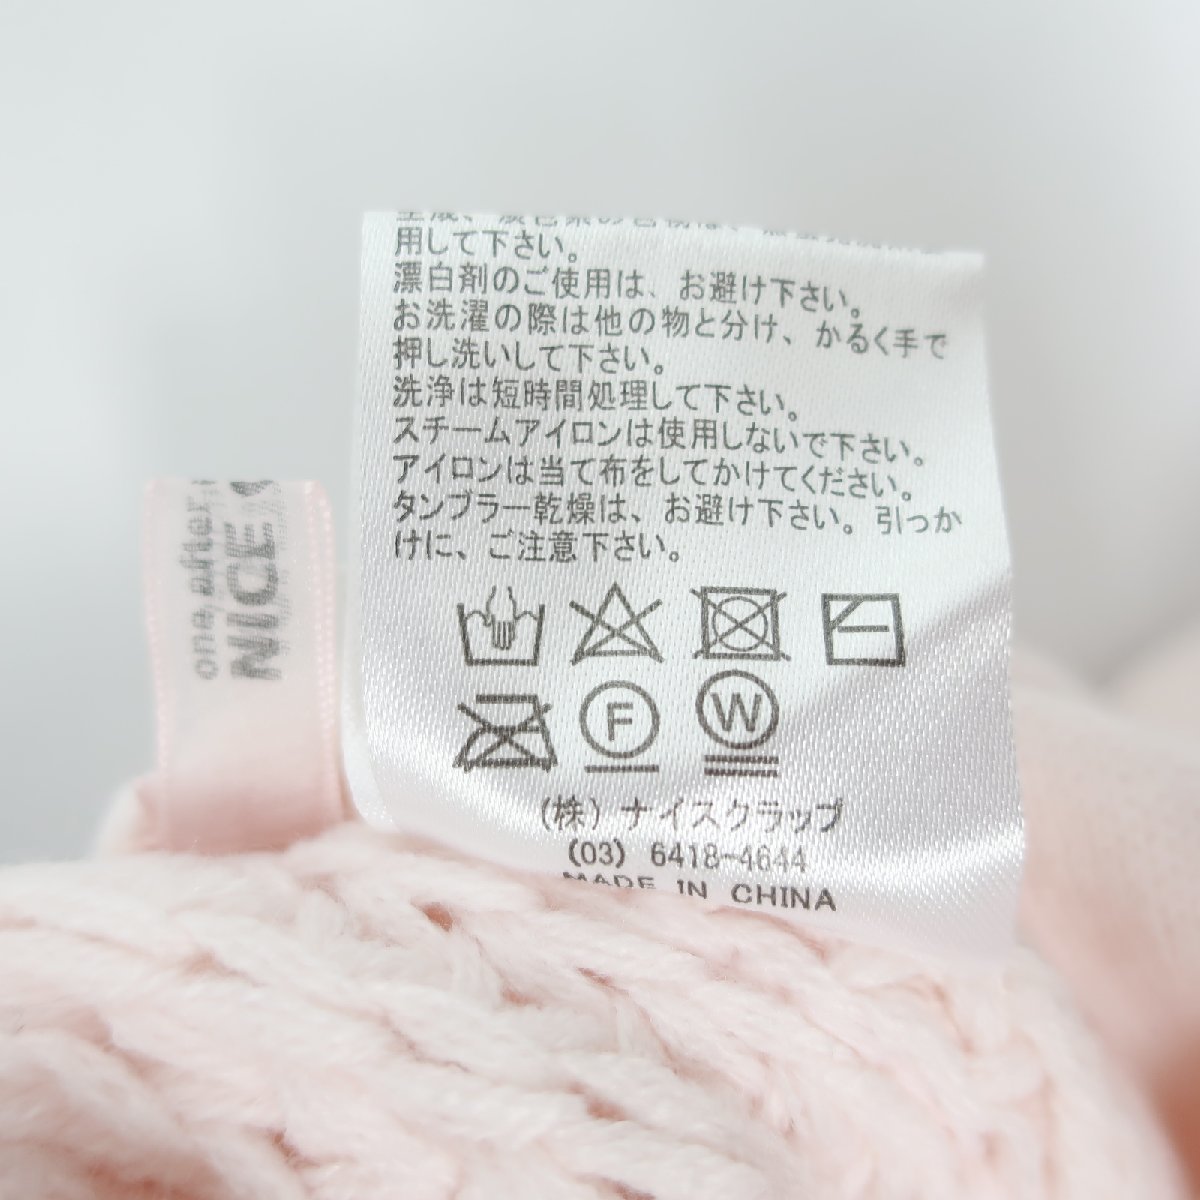 用して下さい。
漂白剤のご使用は、お避け下さい。
お洗濯の際は他の物と分け、かるく手で
押し洗いして下さい。
洗浄は短時間処理して下さい。
スチームアイロンは使用しないで下さい。
アイロンは当て布をしてかけてください。
タンブラー乾燥は、お避け下さい。引っか
けに、ご注意下さい。
F
W
(株) ナイスクラップ
(03) 6418-4644
MADE IN CHINA
one after
NICE